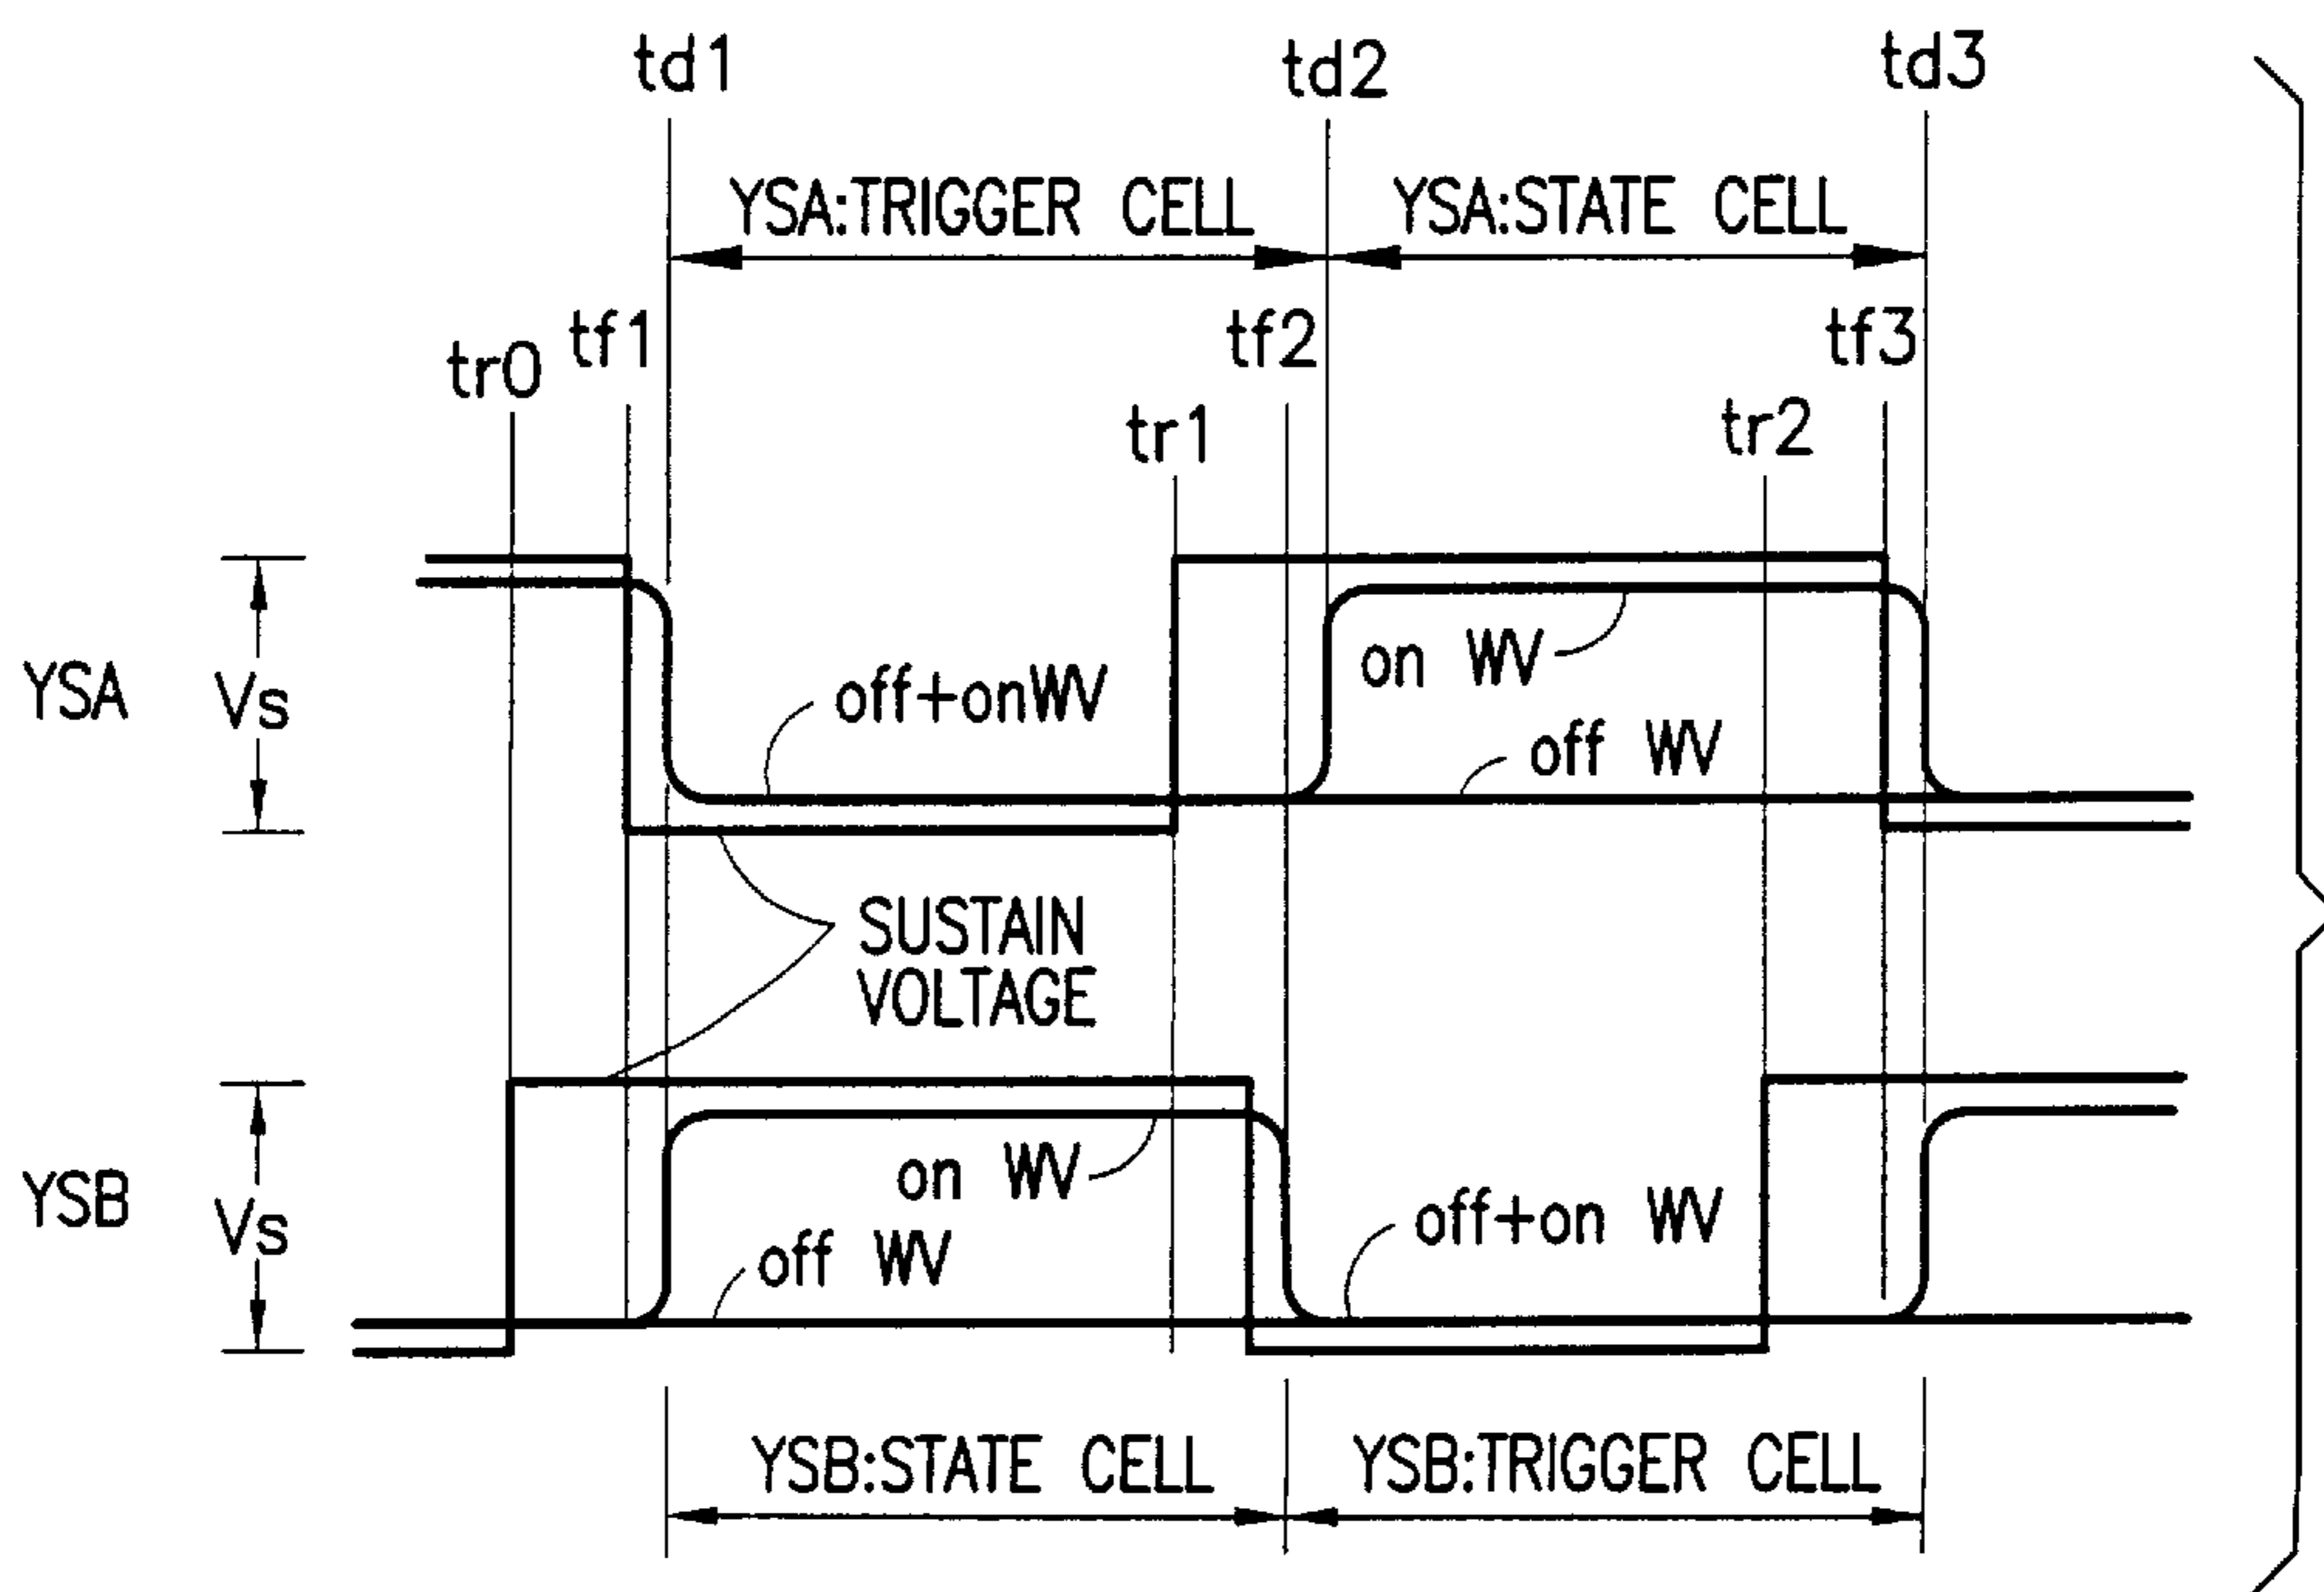 td1
td2
td3
YSA:TRIGGER CELL
YSA:STATE CELL
tr0
tf1
tf2
tf3
tr1
tr2
YSA
Vs
off+onWV
on WV
off WV
SUSTAIN
VOLTAGE
YSB
Vs
on WV
off WV
off+on WV
YSB:STATE CELL
YSB:TRIGGER CELL